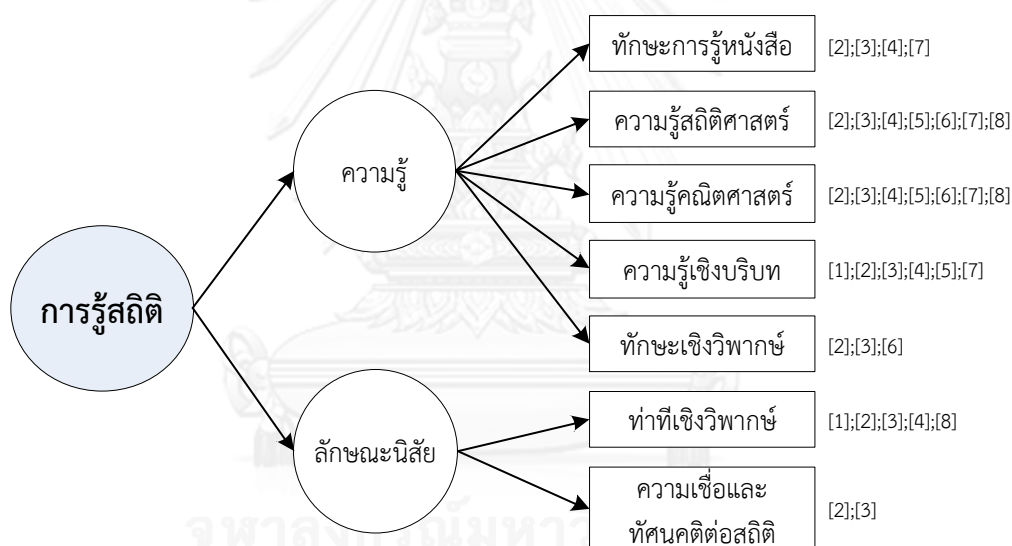 ทักษะการรู้หนังสือ [2];[3];[4];[7]
ความรู้สถิติศาสตร์ [2];[3];[4];[5];[6];[7];[8]
ความรู้
ความรู้คณิตศาสตร์ [2];[3];[4];[5];[6];[7];[8]
ความรู้เชิงบริบท [1];[2];[3];[4];[5];[7]
การรู้สถิติ
ทักษะเชิงวิพากษ์ [2];[3];[6]
ท่าทีเชิงวิพากษ์ [1];[2];[3];[4];[8]
ลักษณะนิสัย
ความเชื่อและ
ทัศนคติต่อสถิติ
[2];[3]